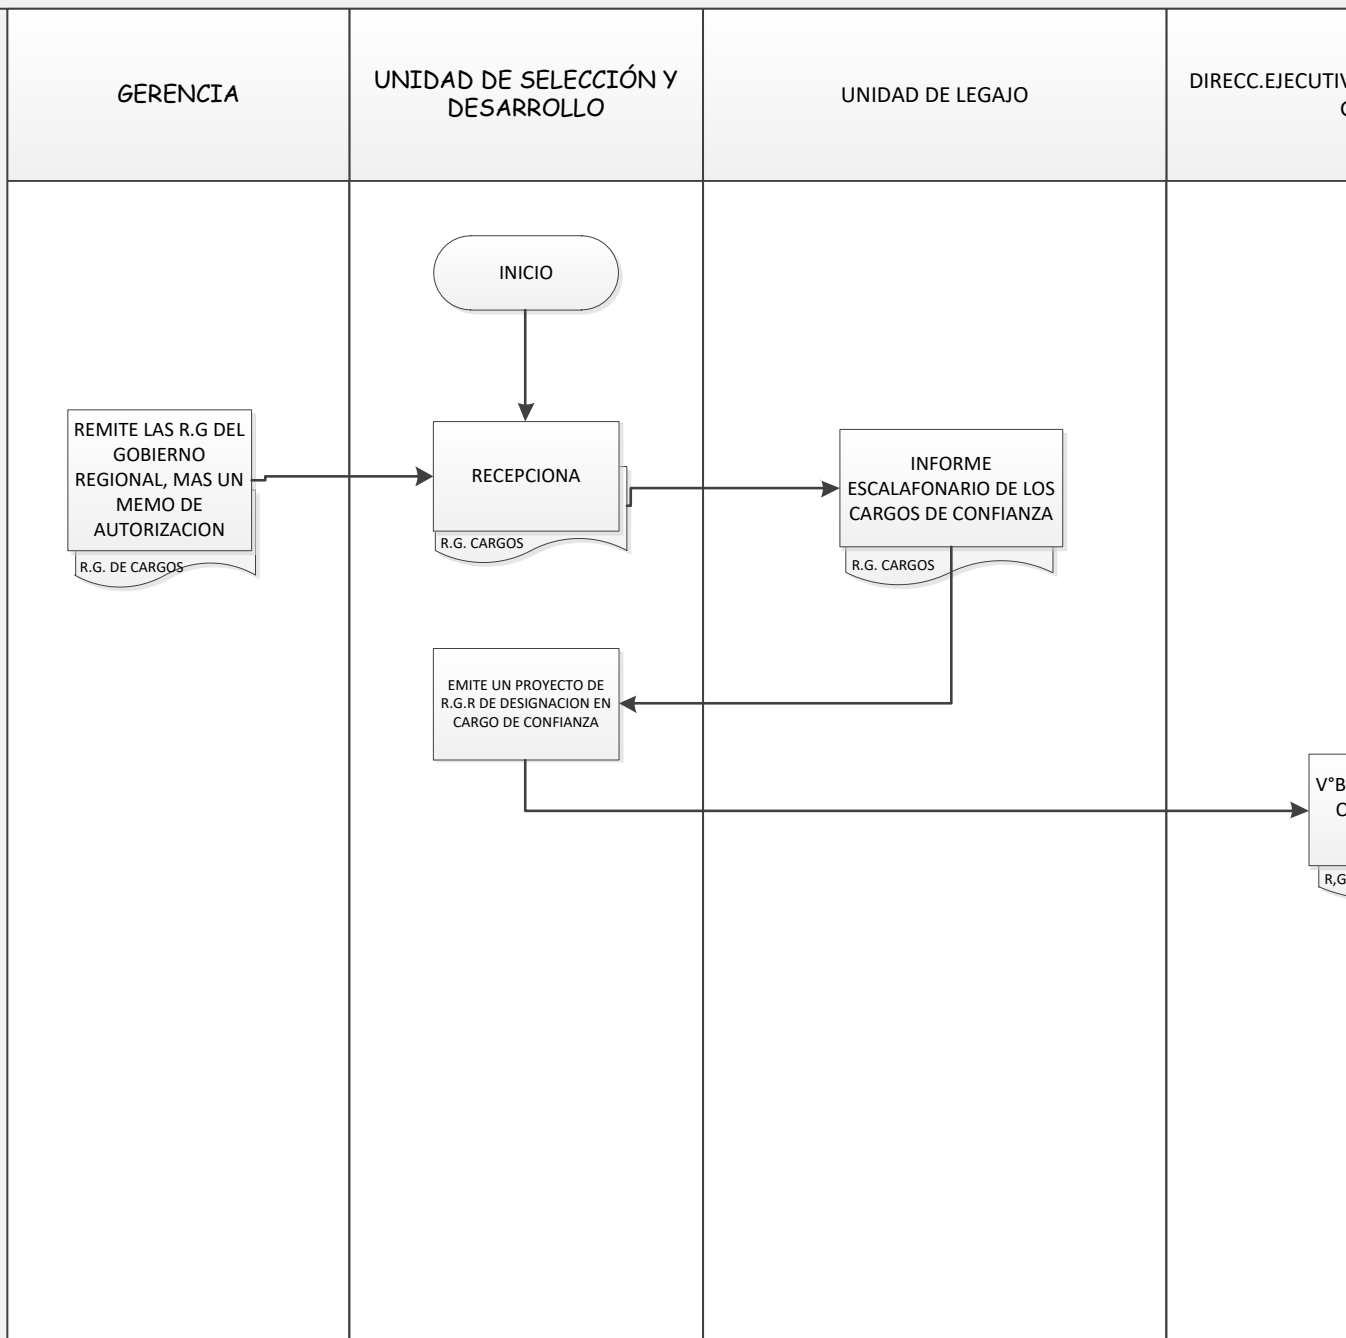 GERENCIA
UNIDAD DE SELECCIÓN Y
DESARROLLO
UNIDAD DE LEGAJO
DIRECC.EJECUTIV
INICIO
REMITE LAS R.G DEL
GOBIERNO
REGIONAL, MAS UN
MEMO DE
AUTORIZACION
R.G. DE CARGOS
RECEPCIONA
R.G. CARGOS
INFORME
ESCALAFONARIO DE LOS
CARGOS DE CONFIANZA
R.G. CARGOS
EMITE UN PROYECTO DE
R.G.R DE DESIGNACION EN
CARGO DE CONFIANZA
V°B
R,G